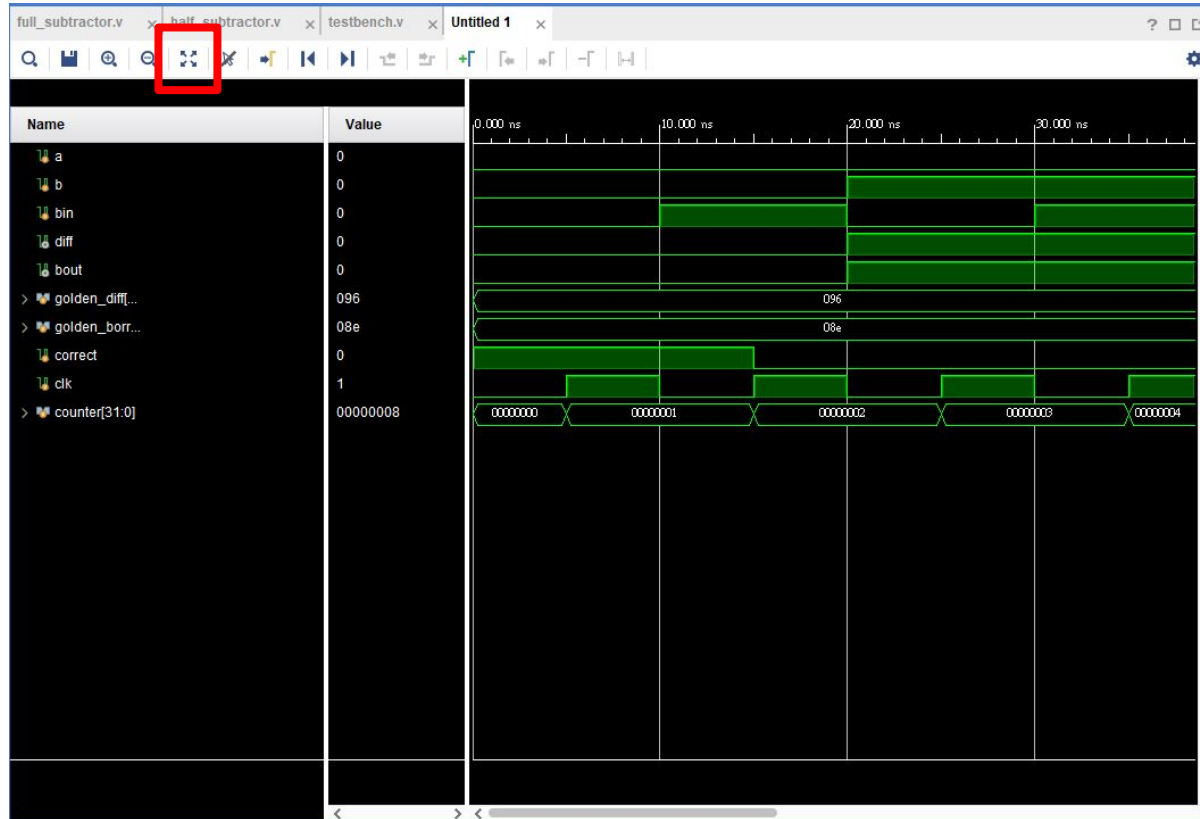 full_subtractor.v × half_subtractor.v × testbench.v × Untitled 1 ×
Name Value 0.000 ns 10.000 ns 20.000 ns 30.000 ns
a 0
b 0
bin 0
diff 0
bout 0
golden_diff[... 096 096
golden_borr... 08e 08e
correct 0
clk 1
counter[31:0] 00000008 00000000 00000001 00000002 00000003 00000004